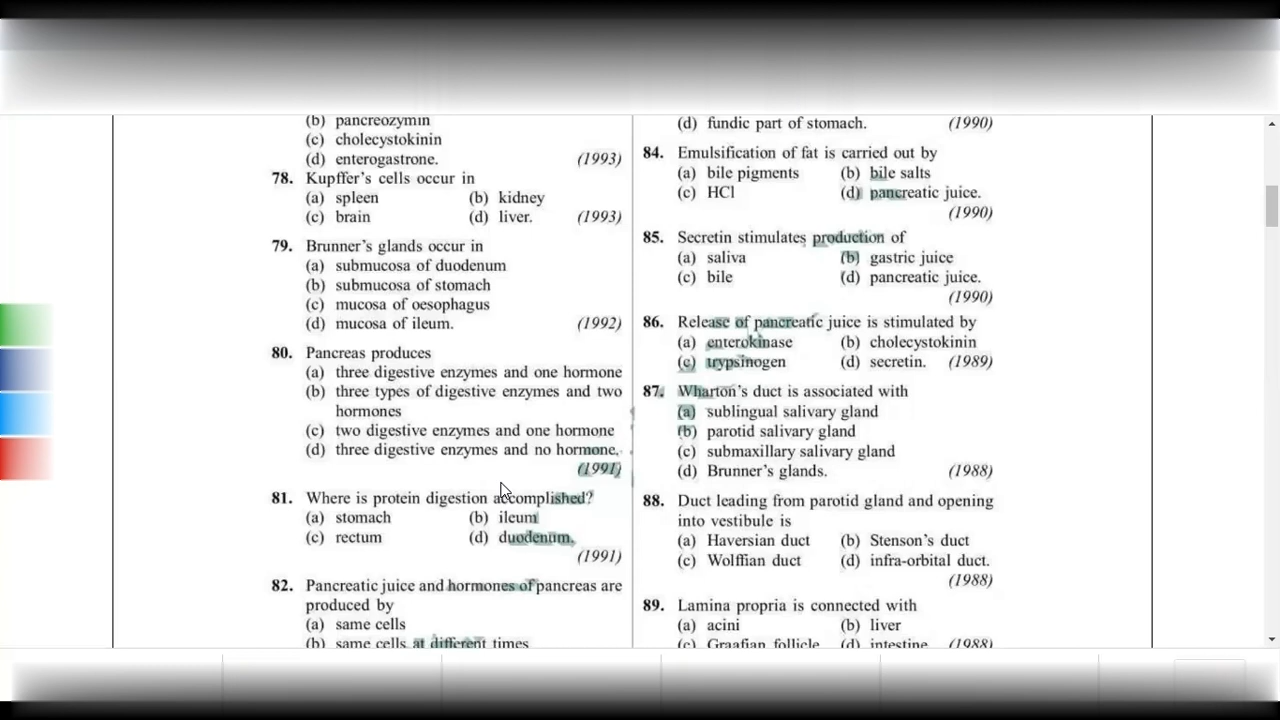 (b) pancreozymin
(c) cholecystokinin
(d) enterogastrone. (1993)
78. Kupffer's cells occur in
(a) spleen (b) kidney
(c) brain (d) liver. (1993)
79. Brunner's glands occur in
(a) submucosa of duodenum
(b) submucosa of stomach
(c) mucosa of oesophagus
(d) mucosa of ileum. (1992)
80. Pancreas produces
(a) three digestive enzymes and one hormone
(b) three types of digestive enzymes and two
hormones
(c) two digestive enzymes and one hormone
(d) three digestive enzymes and no hormone.
(1991)
81. Where is protein digestion accomplished?
(a) stomach (b) ileum
(c) rectum (d) duodenum.
(1991)
82. Pancreatic juice and hormones of pancreas are
produced by
(a) same cells
(b) same cells at different times
(d) fundic part of stomach. (1990)
84. Emulsification of fat is carried out by
(a) bile pigments (b) bile salts
(c) HCl (d) pancreatic juice.
(1990)
85. Secretin stimulates production of
(a) saliva (b) gastric juice
(c) bile (d) pancreatic juice.
(1990)
86. Release of pancreatic juice is stimulated by
(a) enterokinase (b) cholecystokinin
(c) trypsinogen (d) secretin. (1989)
87. Wharton's duct is associated with
(a) sublingual salivary gland
(b) parotid salivary gland
(c) submaxillary salivary gland
(d) Brunner's glands. (1988)
88. Duct leading from parotid gland and opening
into vestibule is
(a) Haversian duct (b) Stenson's duct
(c) Wolffian duct (d) infra-orbital duct.
(1988)
89. Lamina propria is connected with
(a) acini (b) liver
(c) Graafian follicle (d) intestine. (1988)